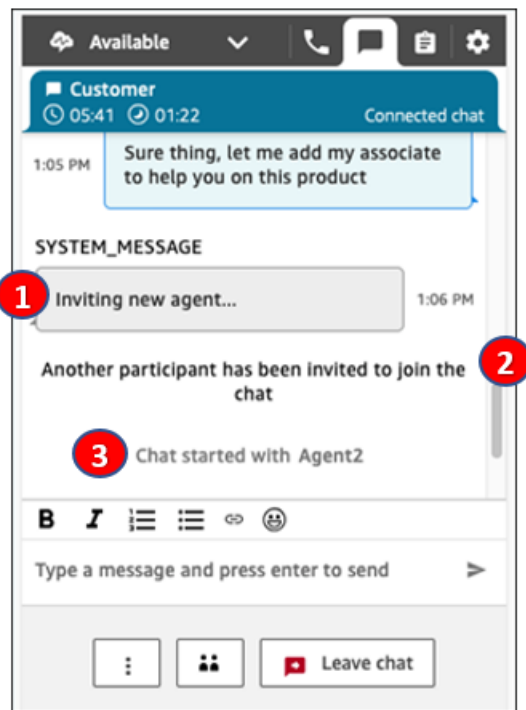 Available
Customer
05:41 01:22 Connected chat
1:05 PM
Sure thing, let me add my associate
to help you on this product
SYSTEM_MESSAGE
1 Inviting new agent... 1:06 PM
2
Another participant has been invited to join the
chat
3 Chat started with Agent2
B I
Type a message and press enter to send
Leave chat